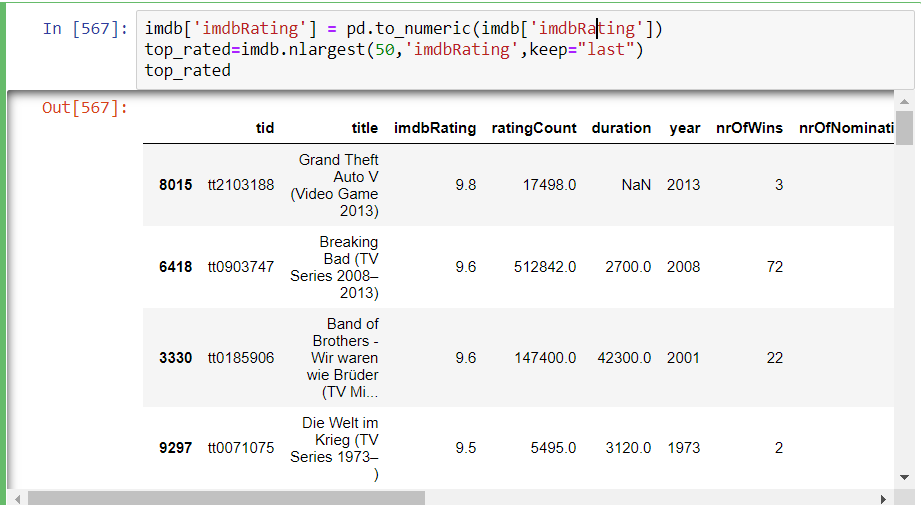 In [567]: imdb['imdbRating'] = pd.to_numeric(imdb['imdbRating'])
top_rated=imdb.nlargest(50,'imdbRating',keep="last")
top_rated
Out[567]:
tid title imdbRating ratingCount duration year nrOfWins nrOfNominati
Grand Theft
Auto V
(Video Game
2013)
8015 tt2103188 9.8 17498.0 NaN 2013 3
Breaking
Bad (TV
Series 2008–
2013)
6418 tt0903747 9.6 512842.0 2700.0 2008 72
Band of
Brothers -
Wir waren
wie Brüder
(TV Mi...
3330 tt0185906 9.6 147400.0 42300.0 2001 22
Die Welt im
Krieg (TV
Series 1973–
)
9297 tt0071075 9.5 5495.0 3120.0 1973 2